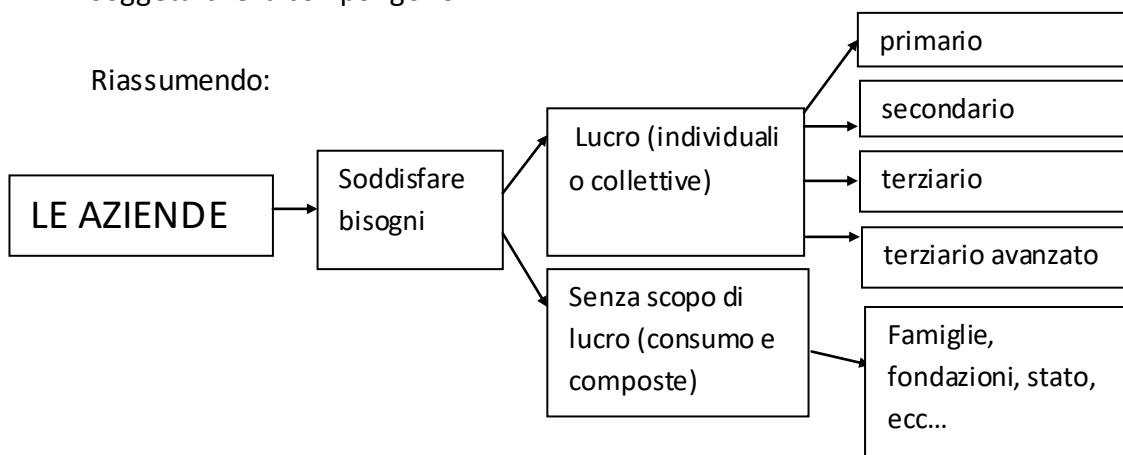 Riassumendo:
LE AZIENDE
Soddisfare
bisogni
Lucro (individuali
o collettive)
Senza scopo di
lucro (consumo e
composte)
primario
secondario
terziario
terziario avanzato
Famiglie,
fondazioni, stato,
ecc…